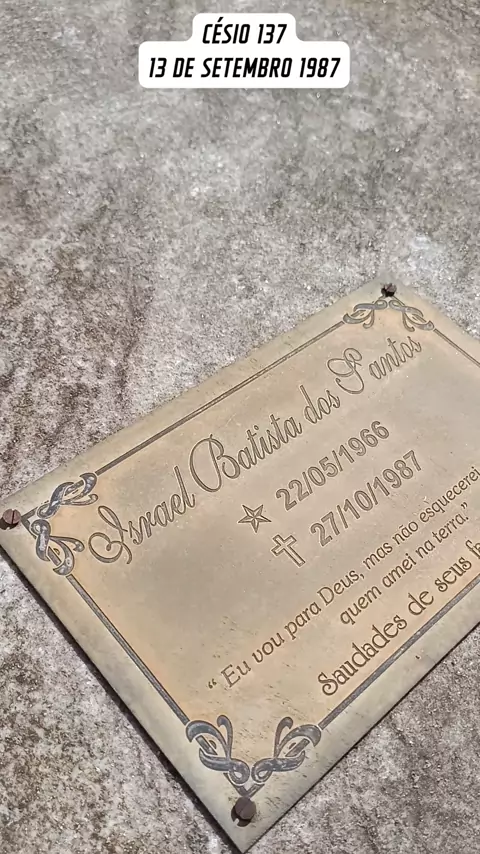 CÉSIO 137
13 DE SETEMBRO 1987
Israel Batista dos Santos
22/05/1966
27/10/1987
“Eu vou para Deus, mas não esquecerei
quem amei na terra.”
Saudades de seus